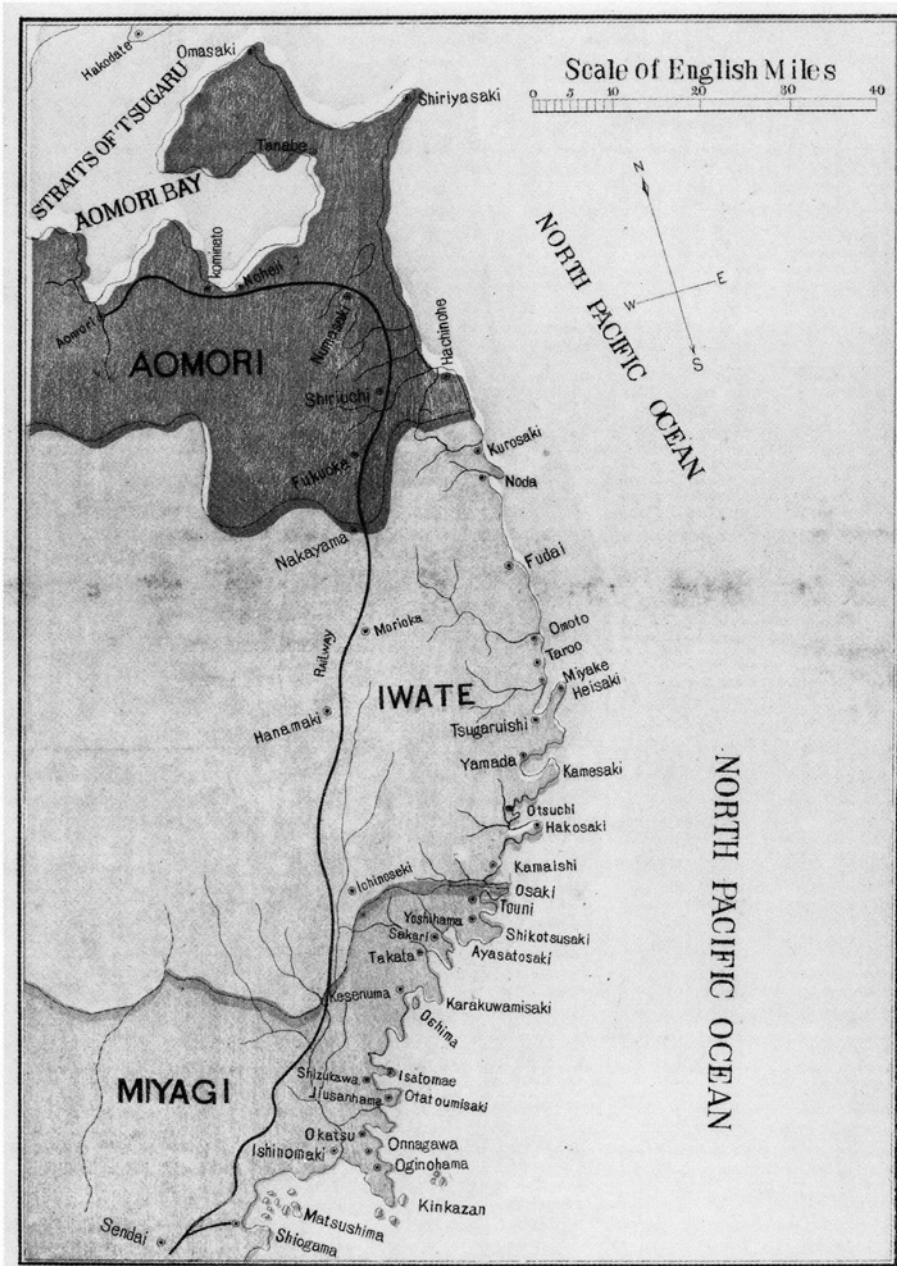 Hakodate
Omasaki
Scale of English Miles
0 5 10 20 30 40
Shiriyasaki
STRAITS OF TSUGARU
Tanabe
AOMORI BAY
N
W E
S
NORTH PACIFIC OCEAN
kominato
Noheji
Numasaki
Aomori
AOMORI
Hachinohe
Shiriuchi
Kurosaki
Fukuoka
Noda
Nakayama
Fudai
Morioka
Omoto
RAILWAY
Taroo
Miyake
Heisaki
IWATE
Hanamaki
Tsugaruishi
Yamada
Kamesaki
NORTH PACIFIC OCEAN
Otsuchi
Hakosaki
Kamaishi
Ichinoseki
Osaki
Touni
Yoshihama
Shikotsusaki
Sakari
Ayasatosaki
Takata
Kesenuma
Karakuwamisaki
Oshima
Isatomae
Shizukawa
MIYAGI
Jiusanhama
Otatoumisaki
Okatsu
Onnagawa
Ishinomaki
Oginohama
Kinkazan
Matsushima
Sendai
Shiogama